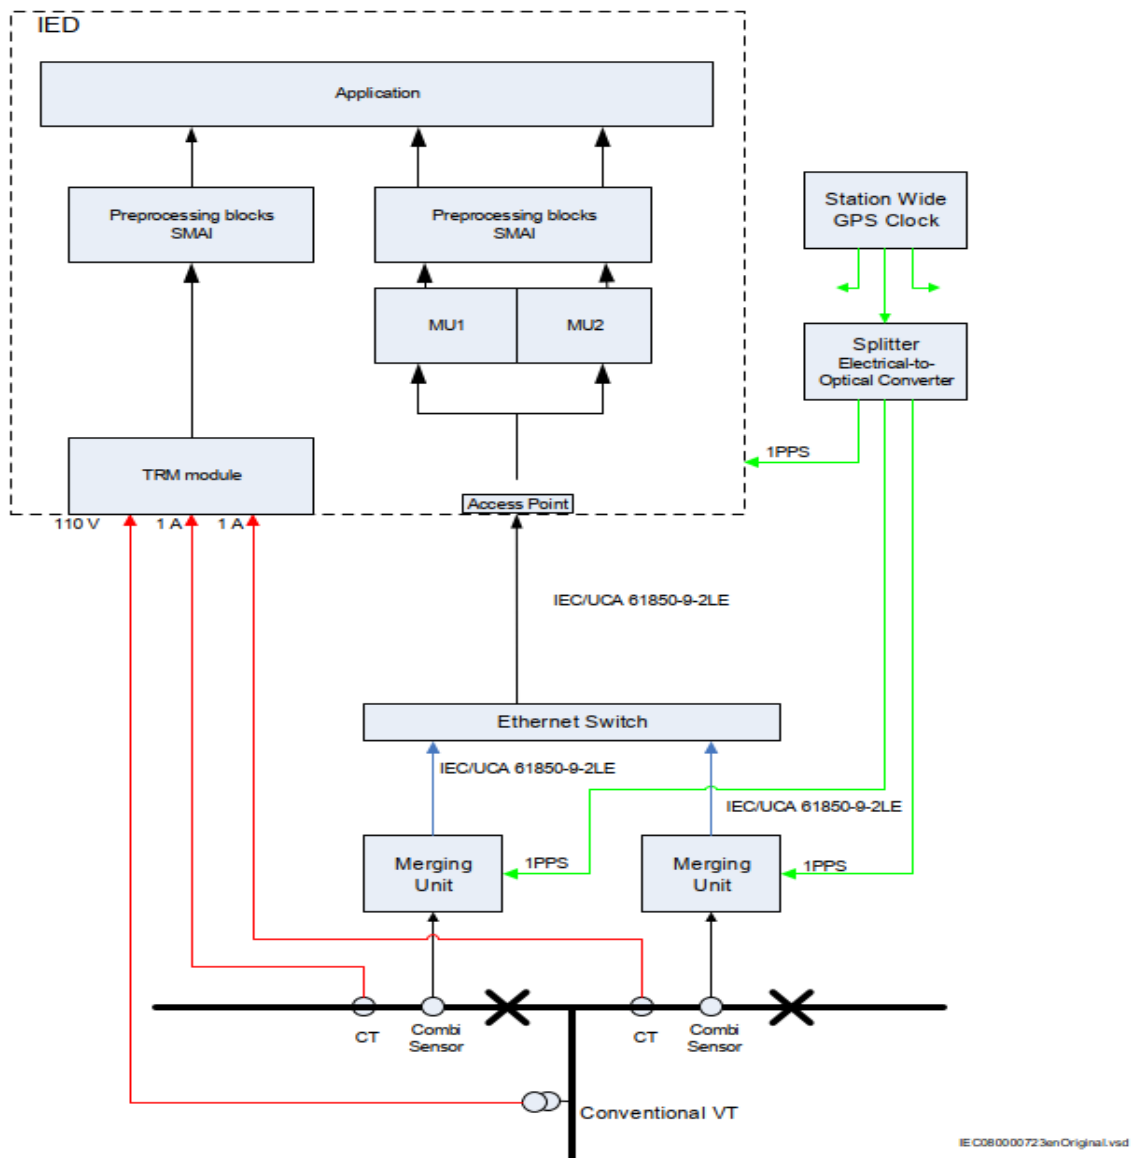 IED
Application
Preprocessing blocks
SMAI
Preprocessing blocks
SMAI
Station Wide
GPS Clock
MU1
MU2
Splitter
Electrical-to-
Optical Converter
1PPS
TRM module
Access Point
110 V
1 A
1 A
IEC/UCA 61850-9-2LE
Ethernet Switch
IEC/UCA 61850-9-2LE
IEC/UCA 61850-9-2LE
Merging
Unit
1PPS
Merging
Unit
1PPS
CT
Combi
Sensor
CT
Combi
Sensor
Conventional VT
IEC080000723enOriginal.vsd